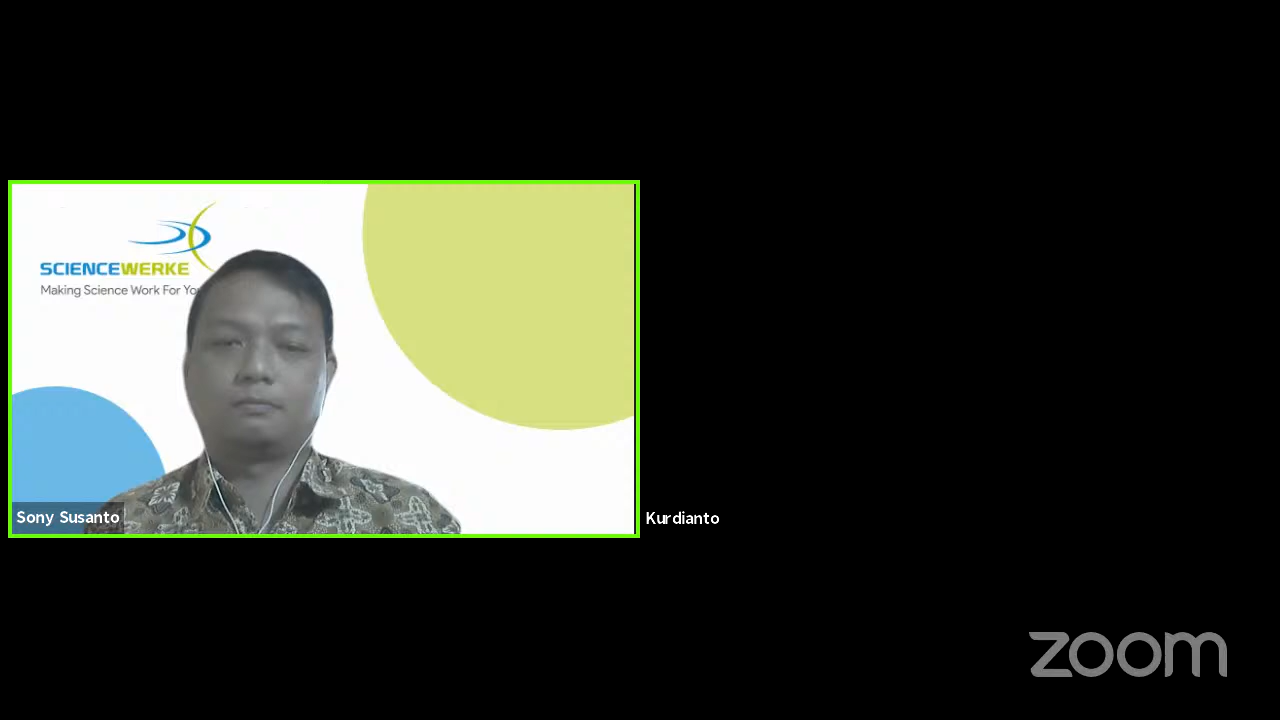 SCIENCEWERKE
Making Science Work For Yo
Sony Susanto
Kurdianto
zoom